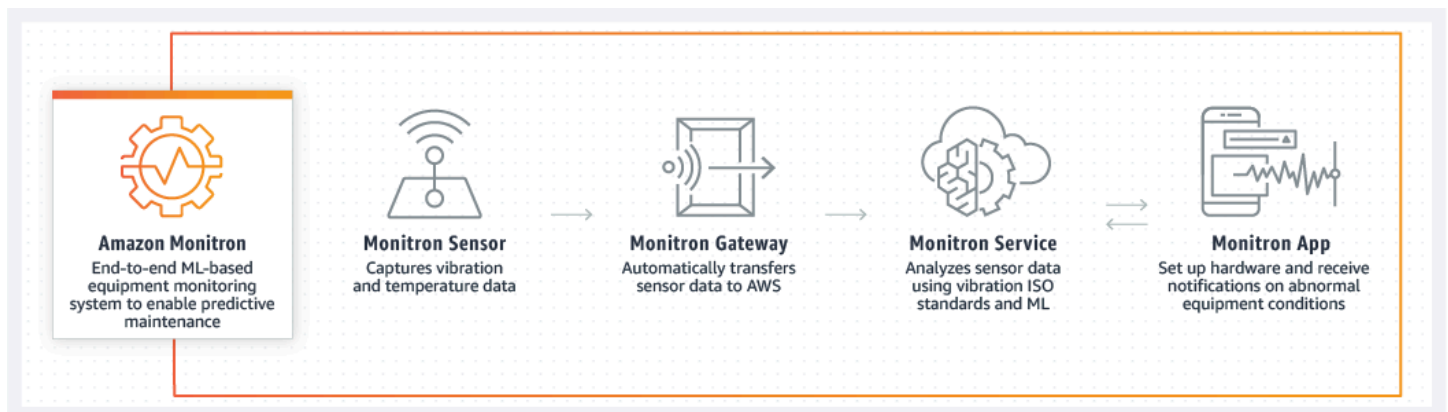 Amazon Monitron
End-to-end ML-based
equipment monitoring
system to enable predictive
maintenance
Monitron Sensor
Captures vibration
and temperature data
Monitron Gateway
Automatically transfers
sensor data to AWS
Monitron Service
Analyzes sensor data
using vibration ISO
standards and ML
Monitron App
Set up hardware and receive
notifications on abnormal
equipment conditions